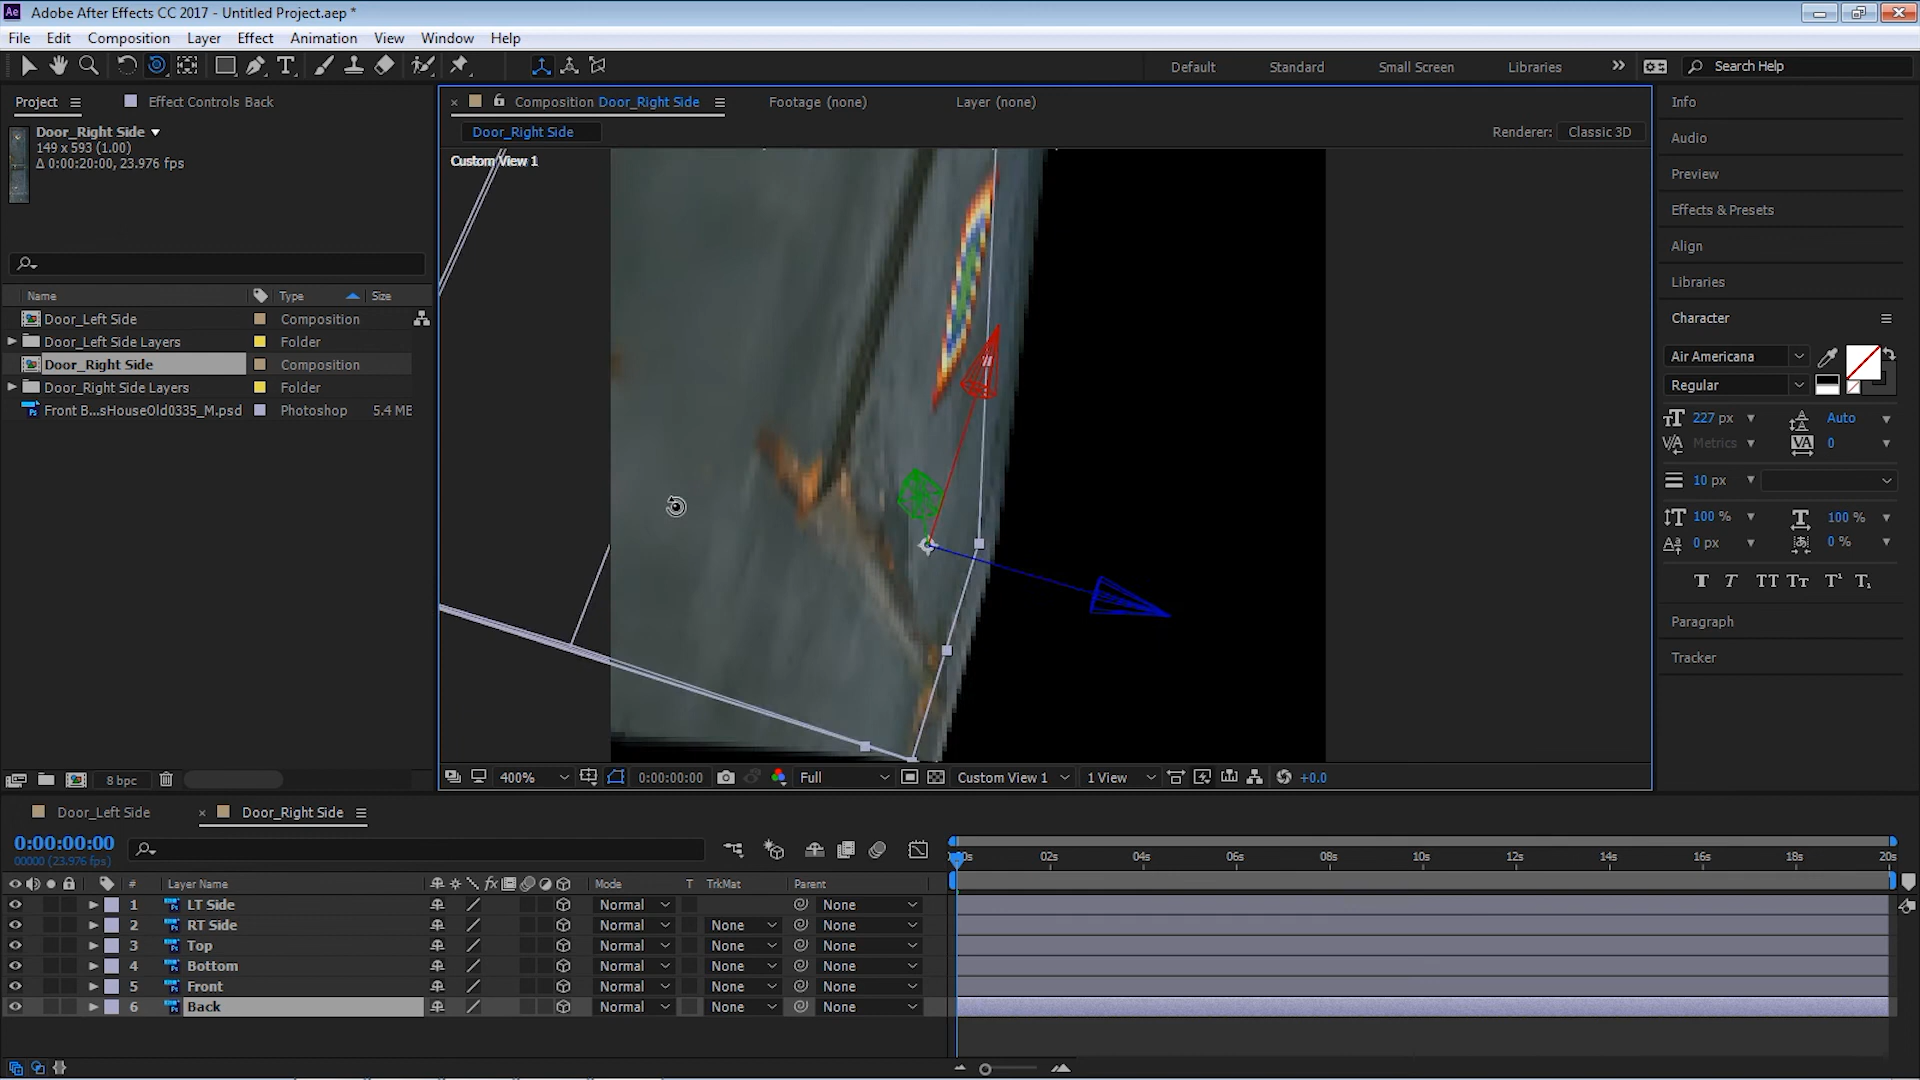 Adobe After Effects CC 2017 - Untitled Project.aep *
File Edit Composition Layer Effect Animation View Window Help
Default Standard Small Screen Libraries Search Help
Project Effect Controls Back
Door_Right Side
149 x 593 (1.00)
Δ 0:00:20:00, 23.976 fps
Name Type Size
Door_Left Side Composition
Door_Left Side Layers Folder
Door_Right Side Composition
Door_Right Side Layers Folder
Front B...sHouseOld0335_M.psd Photoshop 5.4 ME
8 bpc
Composition Door_Right Side Footage (none) Layer (none)
Door_Right Side Renderer: Classic 3D
Custom View 1
400% 0:00:00:00 Full Custom View 1 1 View +0.0
Info
Audio
Preview
Effects & Presets
Align
Libraries
Character
Air Americana
Regular
227 px Auto
Metrics 0
10 px
100 % 100 %
0 px 0 %
T T TT Tt T¹ T₁
Paragraph
Tracker
Door_Left Side Door_Right Side
0:00:00:00
00000 (23.976 fps)
02s 04s 06s 08s 10s 12s 14s 16s 18s 20s
# Layer Name Mode T TrkMat Parent
1 LT Side Normal None
2 RT Side Normal None None
3 Top Normal None None
4 Bottom Normal None None
5 Front Normal None None
6 Back Normal None None